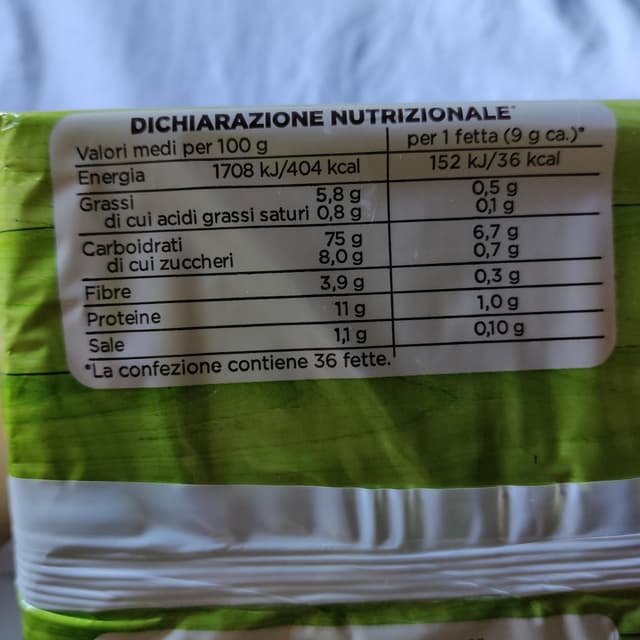 DICHIARAZIONE NUTRIZIONALE
Valori medi per 100 g per 1 fetta (9 g ca.)*
Energia 1708 kJ/404 kcal 152 kJ/36 kcal
Grassi 5,8 g 0,5 g
di cui acidi grassi saturi 0,8 g 0,1 g
Carboidrati 75 g 6,7 g
di cui zuccheri 8,0 g 0,7 g
Fibre 3,9 g 0,3 g
Proteine 11 g 1,0 g
Sale 1,1 g 0,10 g
*La confezione contiene 36 fette.